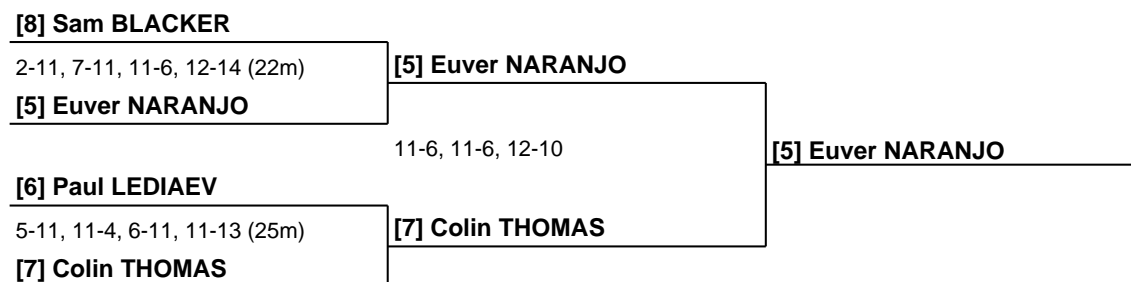 [8] Sam BLACKER
2-11, 7-11, 11-6, 12-14 (22m)
[5] Euver NARANJO
[5] Euver NARANJO
11-6, 11-6, 12-10
[5] Euver NARANJO
[6] Paul LEDIAEV
5-11, 11-4, 6-11, 11-13 (25m)
[7] Colin THOMAS
[7] Colin THOMAS